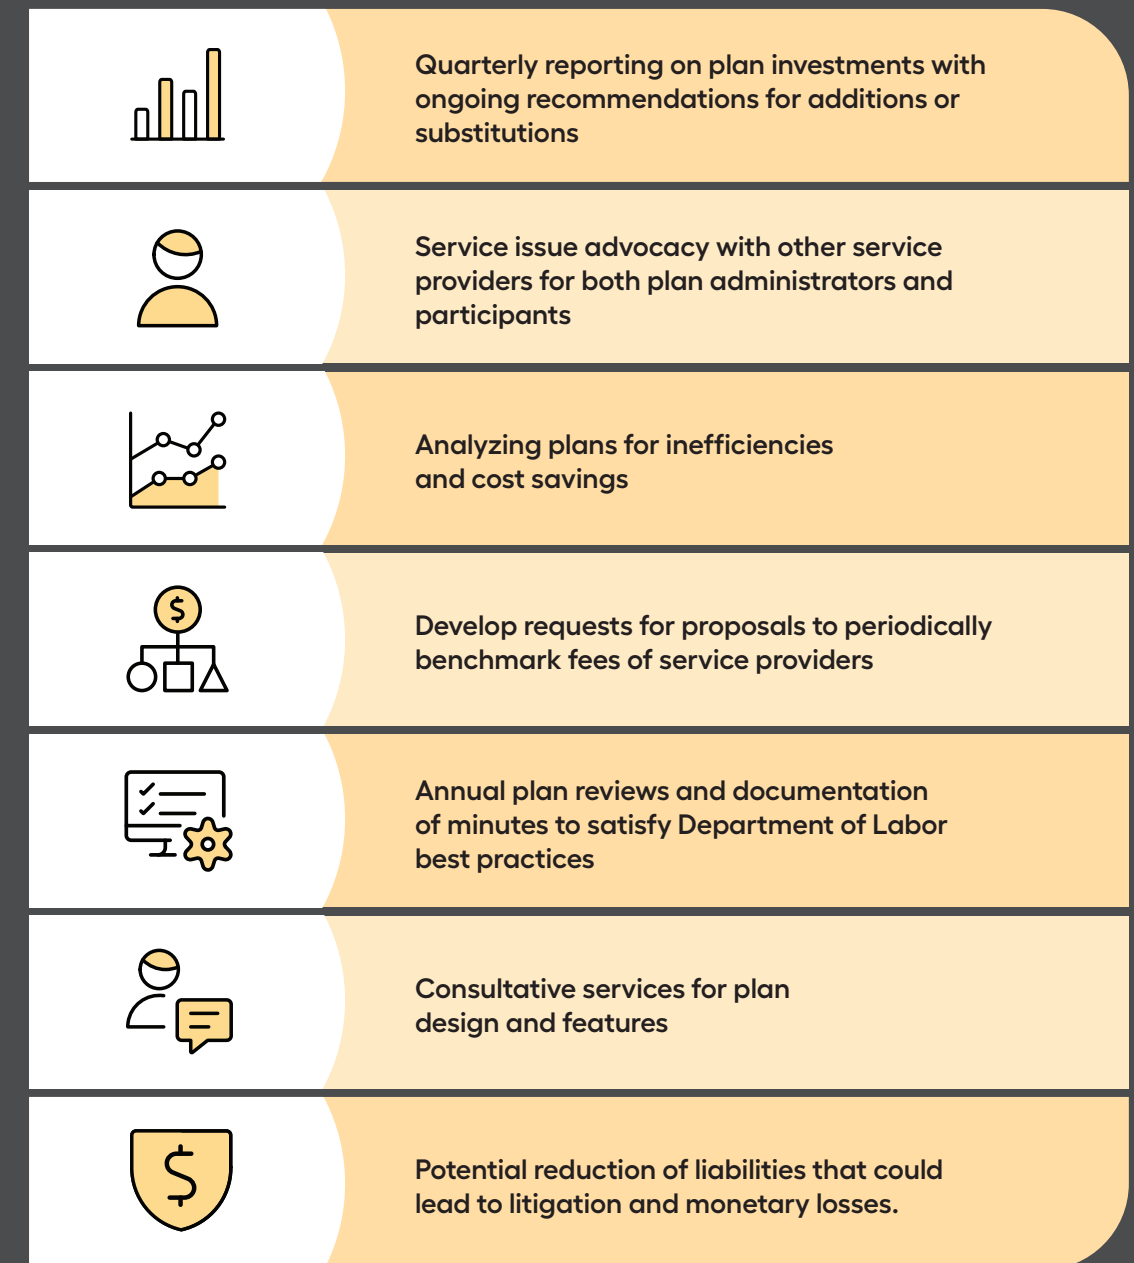 Quarterly reporting on plan investments with
ongoing recommendations for additions or
substitutions
Service issue advocacy with other service
providers for both plan administrators and
participants
Analyzing plans for inefficiencies
and cost savings
$
Develop requests for proposals to periodically
benchmark fees of service providers
Annual plan reviews and documentation
of minutes to satisfy Department of Labor
best practices
Consultative services for plan
design and features
$
Potential reduction of liabilities that could
lead to litigation and monetary losses.